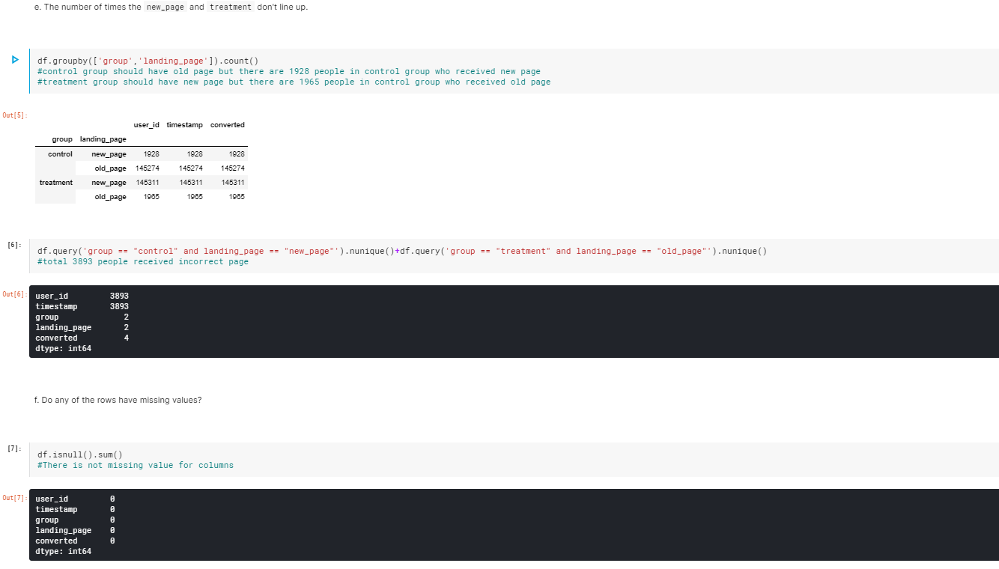 e. The number of times the new_page and treatment don't line up.
df.groupby(['group','landing_page']).count()
#control group should have old page but there are 1928 people in control group who received new page
#treatment group should have new page but there are 1965 people in control group who received old page
Out[5]:
user_id timestamp converted
group landing_page
control new_page 1928 1928 1928
old_page 145274 145274 145274
treatment new_page 145311 145311 145311
old_page 1965 1965 1965
[6]:
df.query('group == "control" and landing_page == "new_page"').nunique()+df.query('group == "treatment" and landing_page == "old_page"').nunique()
#total 3893 people received incorrect page
Out[6]:
user_id 3893
timestamp 3893
group 2
landing_page 2
converted 4
dtype: int64
f. Do any of the rows have missing values?
[7]:
df.isnull().sum()
#There is not missing value for columns
Out[7]:
user_id 0
timestamp 0
group 0
landing_page 0
converted 0
dtype: int64